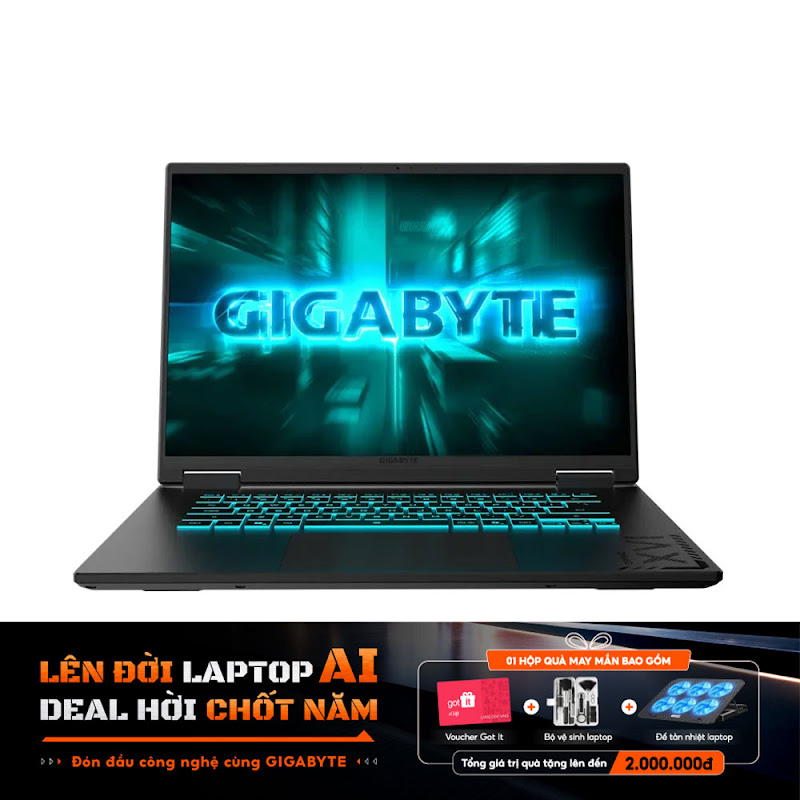 GIGABYTE
GIGABYTE
XVI
LÊN ĐỜI LAPTOP AI
DEAL HỜI CHỐT NĂM
Đón đầu công nghệ cùng GIGABYTE
01 HỘP QUÀ MAY MẮN BAO GỒM
got it
Voucher Got It
+
Bộ vệ sinh laptop
+
Đế tản nhiệt laptop
Tổng giá trị quà tặng lên đến 2.000.000đ